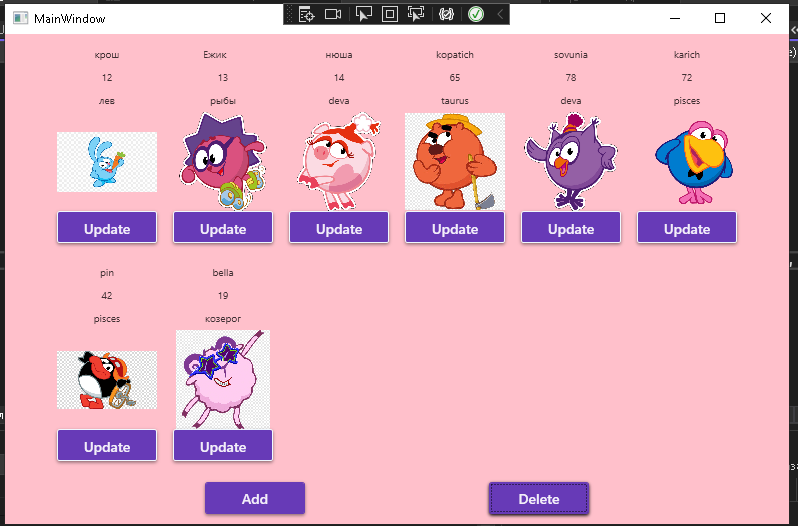 MainWindow
крош Ежик нюша kopatich sovunia karich
12 13 14 65 78 72
лев рыбы deva taurus deva pisces
Update Update Update Update Update Update
pin bella
42 19
pisces козерог
Update Update
Add Delete